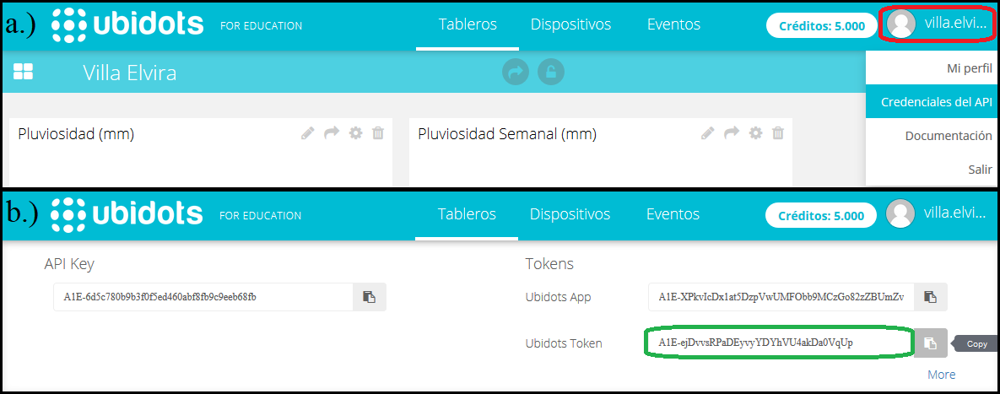 a.) ubidots FOR EDUCATION Tableros Dispositivos Eventos Créditos: 5.000 villa.elvi...
Villa Elvira
Mi perfil
Credenciales del API
Pluviosidad (mm) Pluviosidad Semanal (mm)
Documentación
Salir
b.) ubidots FOR EDUCATION Tableros Dispositivos Eventos Créditos: 5.000 villa.elvi...
API Key Tokens
A1E-6d5c780b9b3f0f5ed460abf8fb9c9eeb68fb Ubidots App A1E-XPkvIcDx1at5DzpVwUMFObb9MCzGo82zZBUmZv
Ubidots Token A1E-ejDvvsRPaDEyvyYDYhVU4akDa0VqUp Copy
More